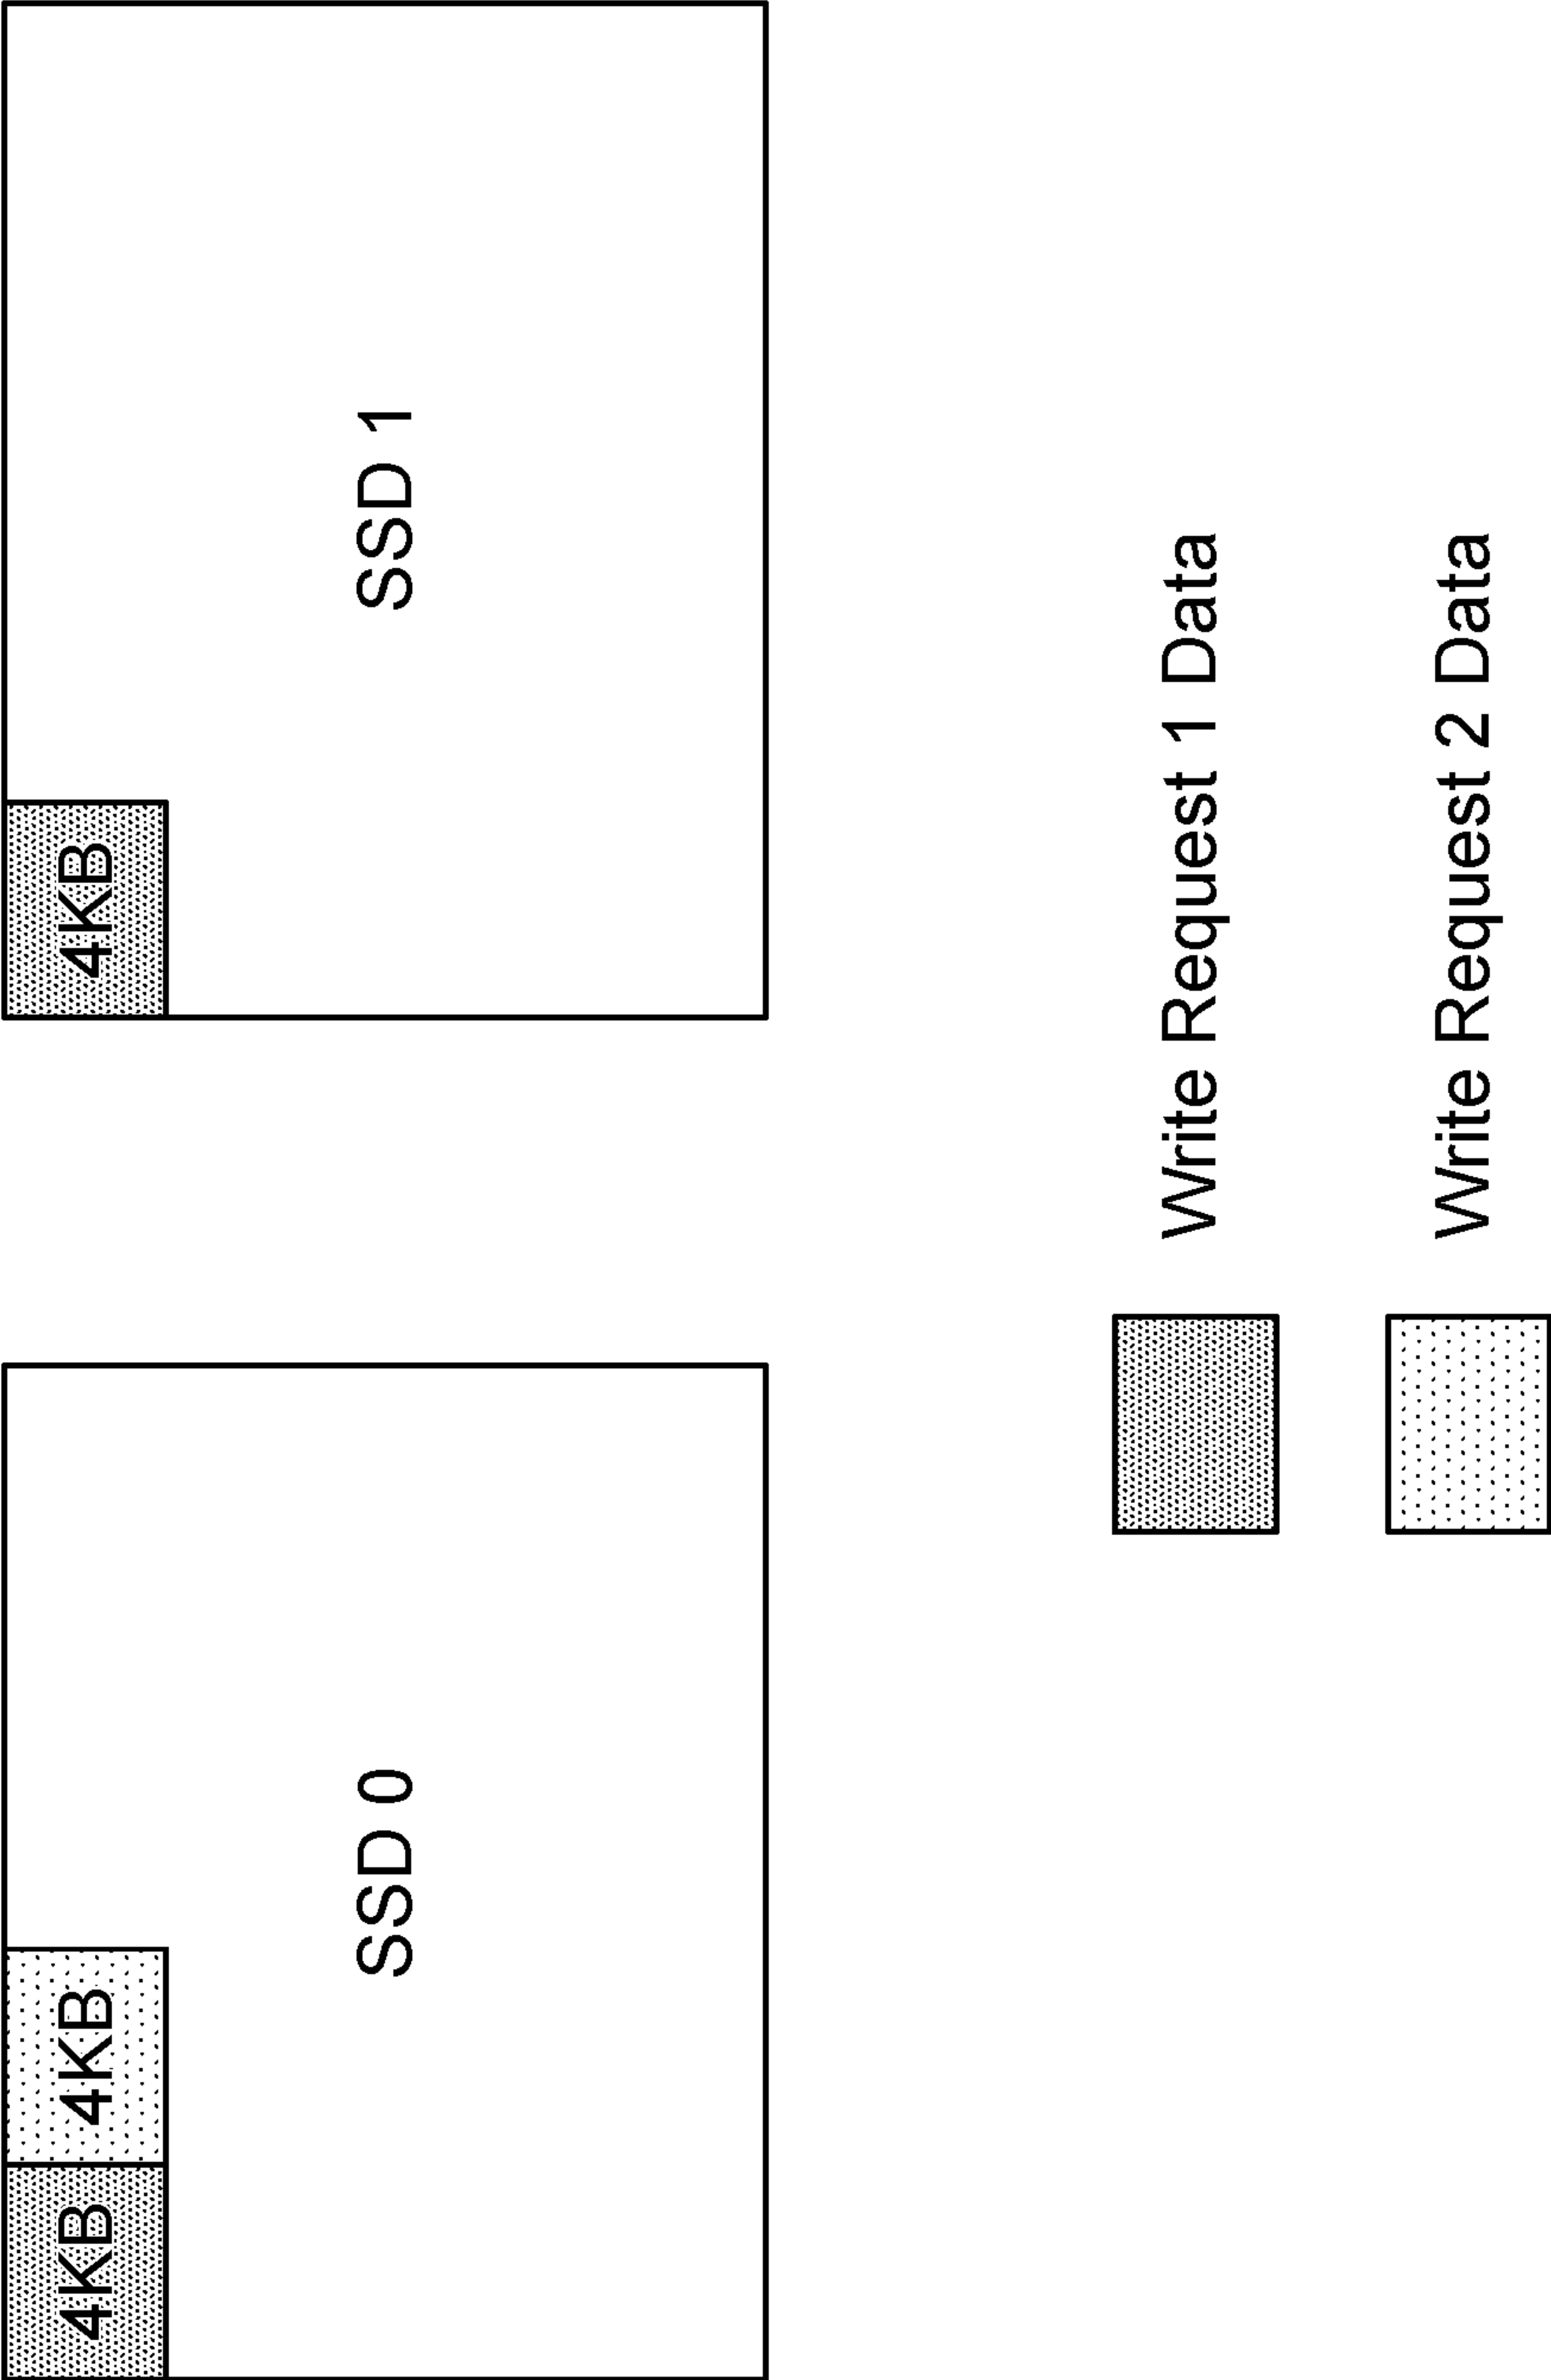 4KB
4KB
4KB
SSD 0
SSD 1
Write Request 1 Data
Write Request 2 Data